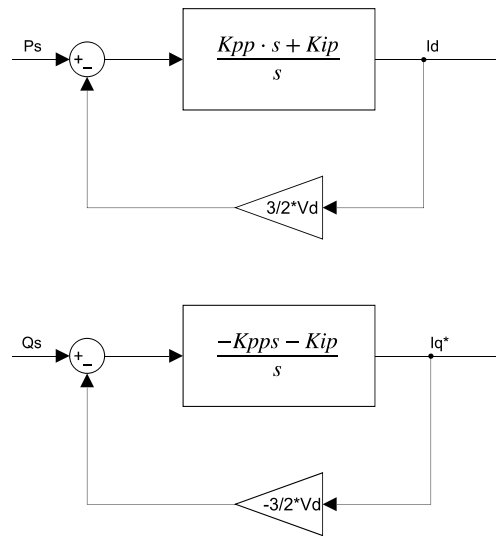 Ps
+
−
Kpp · s + Kip
s
Id
3/2*Vd
Qs
+
−
−Kpps − Kip
s
Iq*
-3/2*Vd